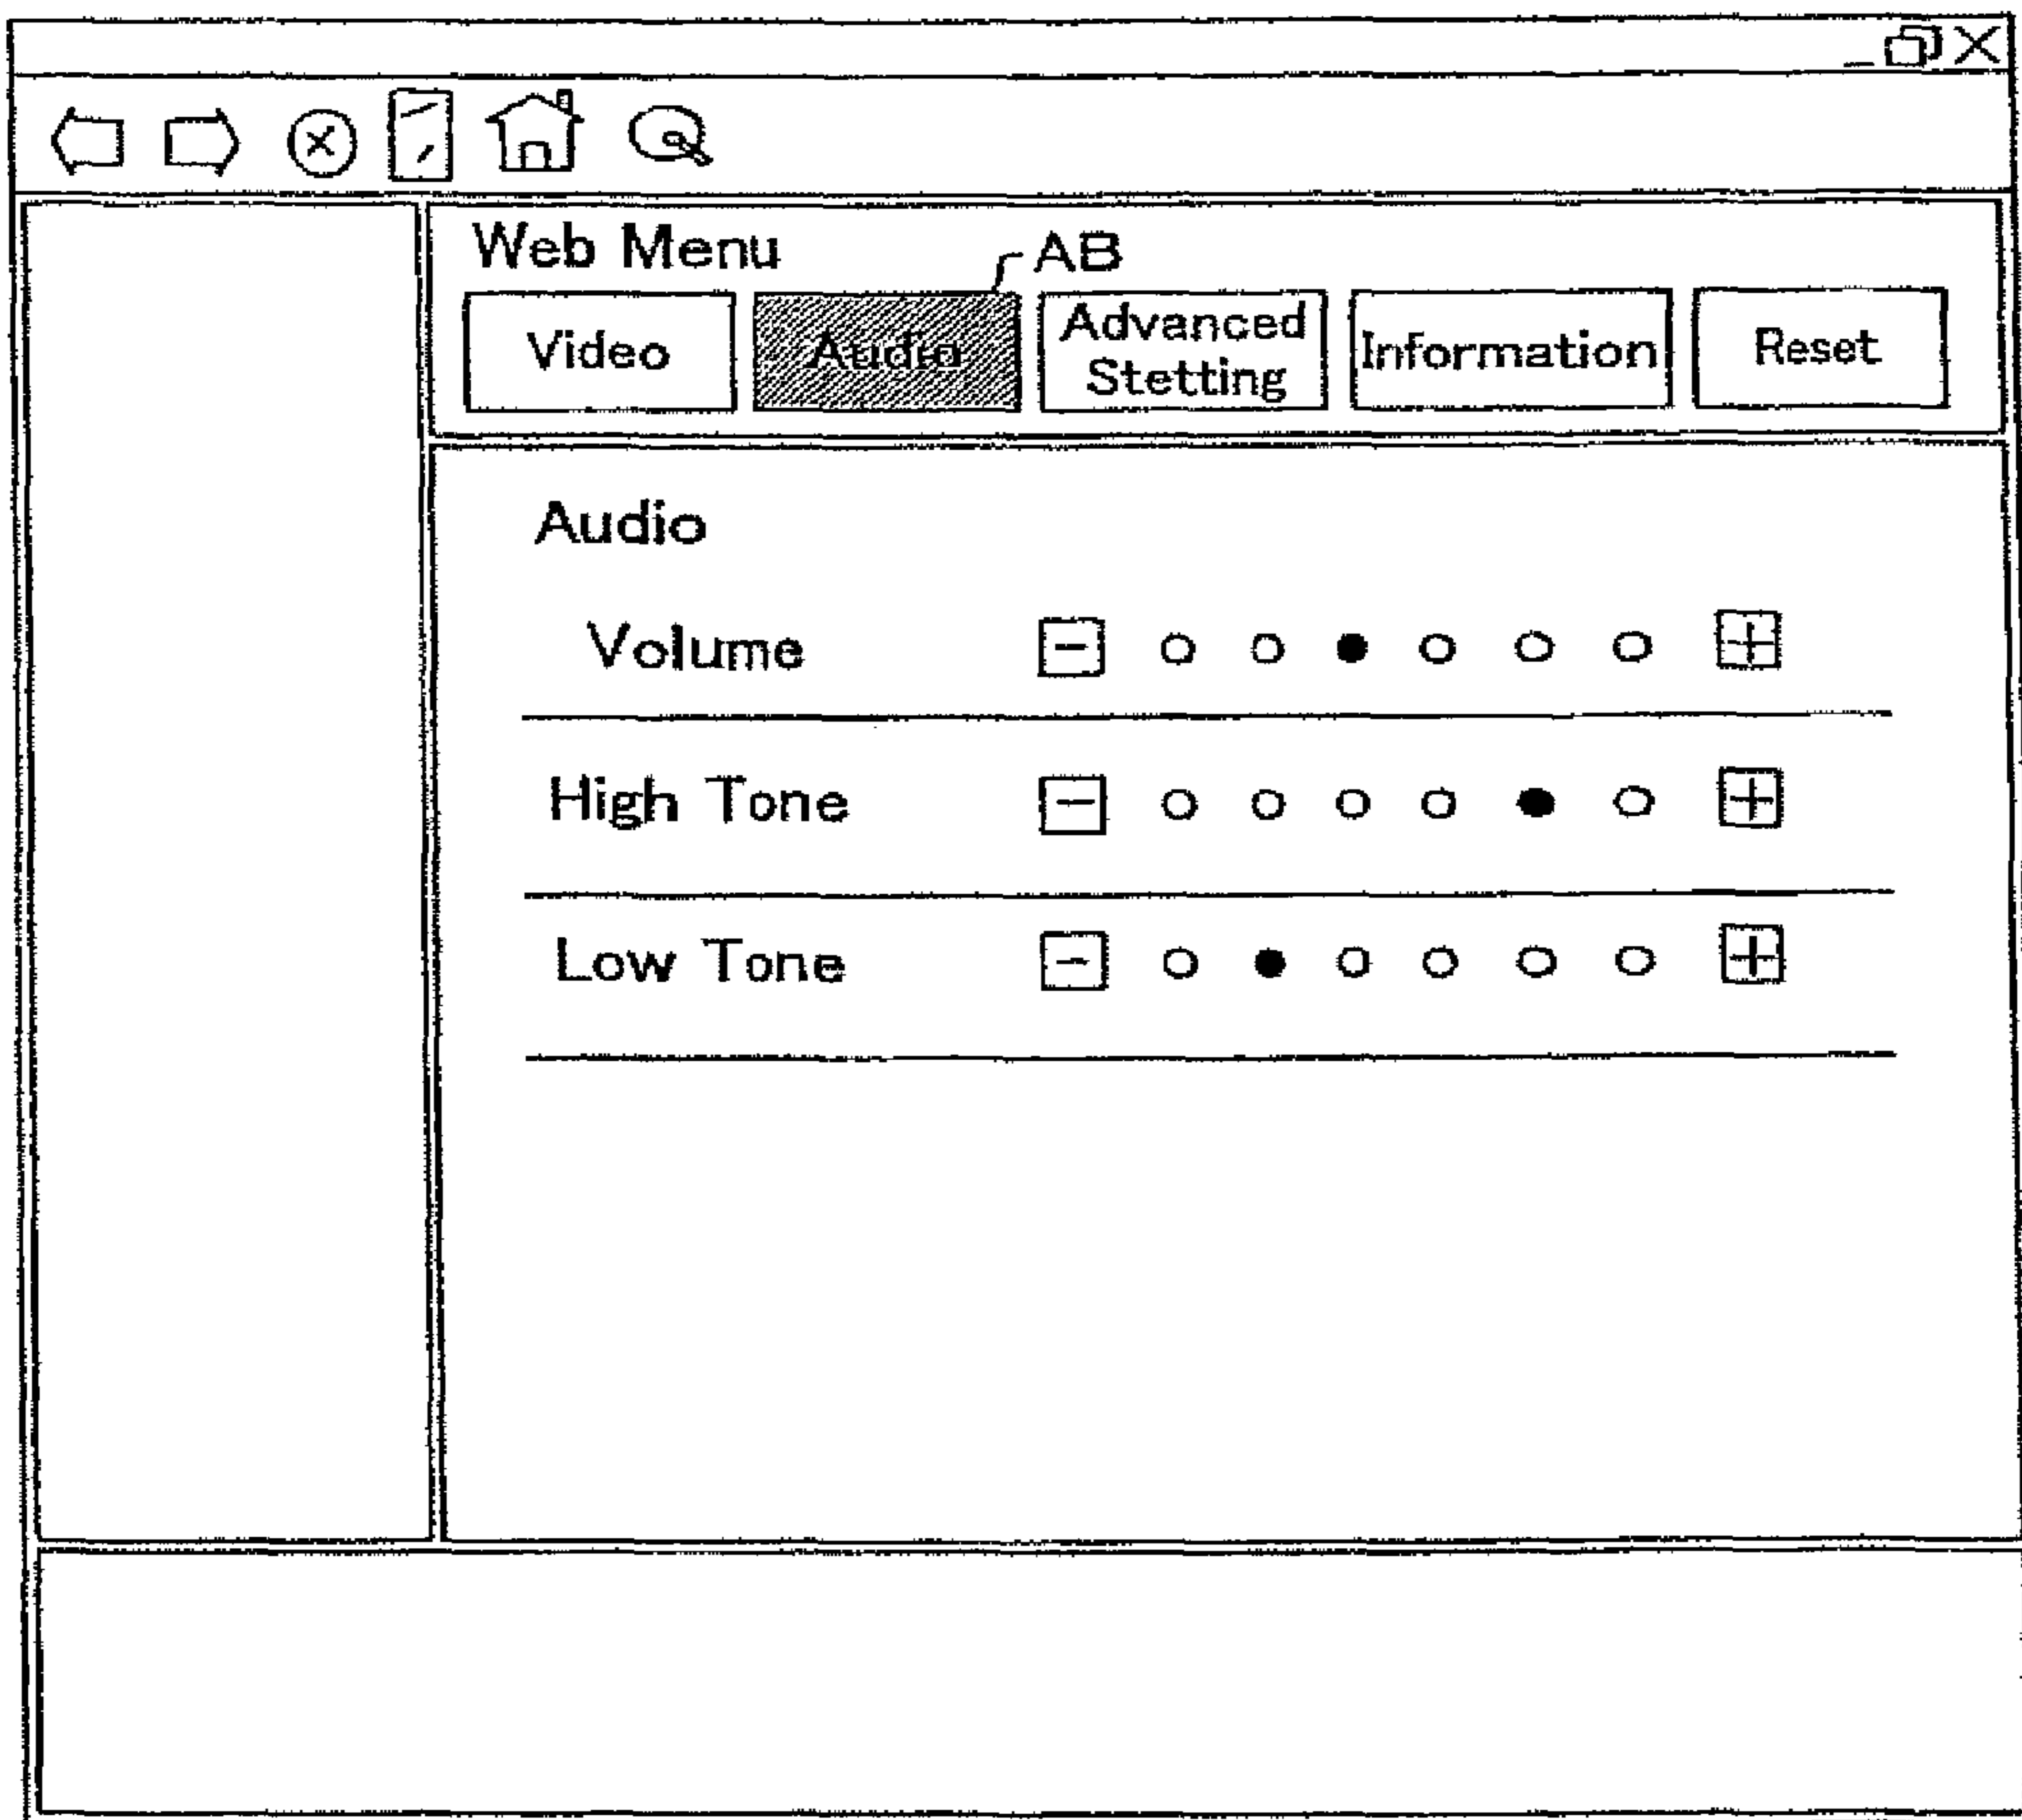 Web Menu
AB
Video
Audio
Advanced
Stetting
Information
Reset
Audio
Volume
High Tone
Low Tone